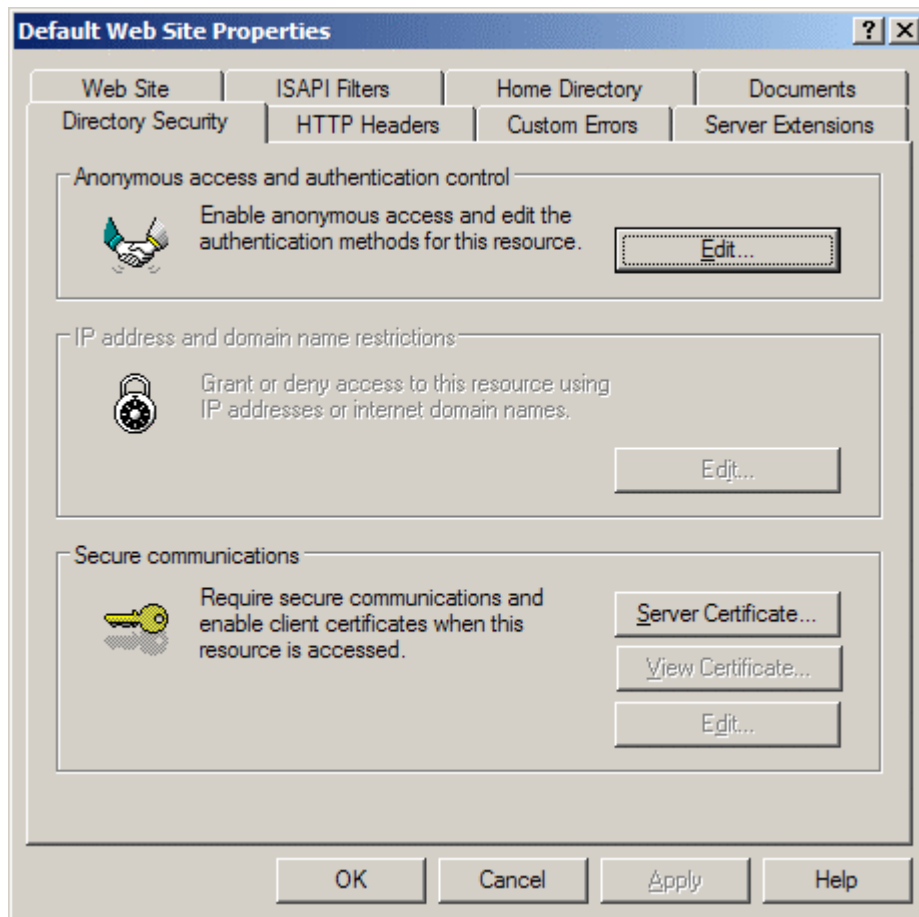 Default Web Site Properties
Web Site
ISAPI Filters
Home Directory
Documents
Directory Security
HTTP Headers
Custom Errors
Server Extensions
Anonymous access and authentication control
Enable anonymous access and edit the
authentication methods for this resource.
Edit...
IP address and domain name restrictions
Grant or deny access to this resource using
IP addresses or internet domain names.
Edit...
Secure communications
Require secure communications and
enable client certificates when this
resource is accessed.
Server Certificate...
View Certificate...
Edit...
OK
Cancel
Apply
Help